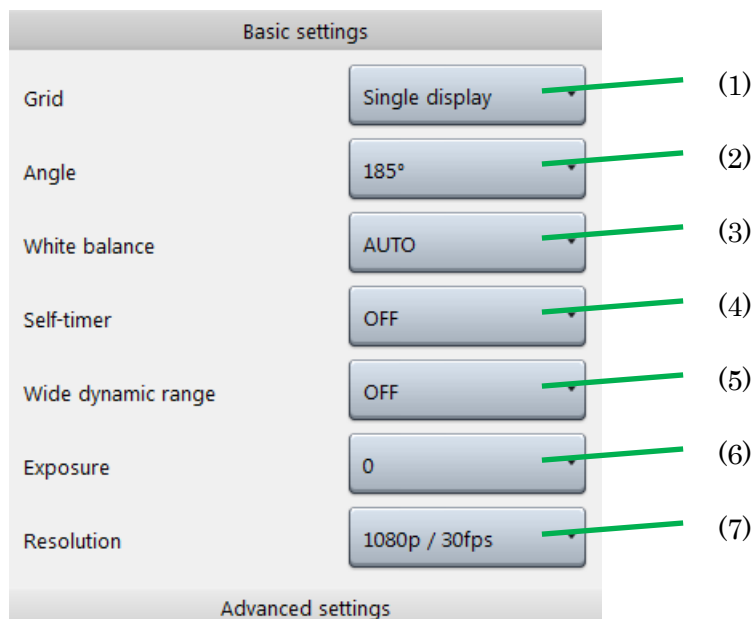 Basic settings
Grid Single display (1)
Angle 185° (2)
White balance AUTO (3)
Self-timer OFF (4)
Wide dynamic range OFF (5)
Exposure 0 (6)
Resolution 1080p / 30fps (7)
Advanced settings